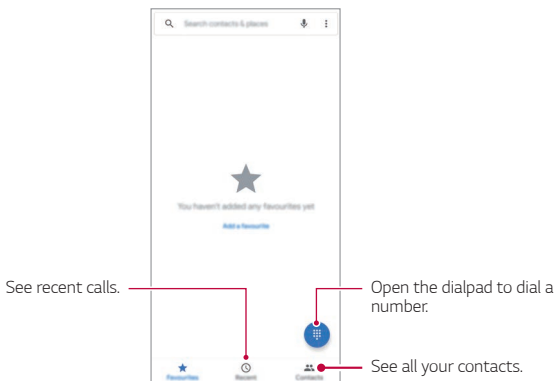 Search contacts & places
You haven't added any favourites yet
Add a favourite
See recent calls.
Open the dialpad to dial a
number.
Favourites Recent Contacts
See all your contacts.